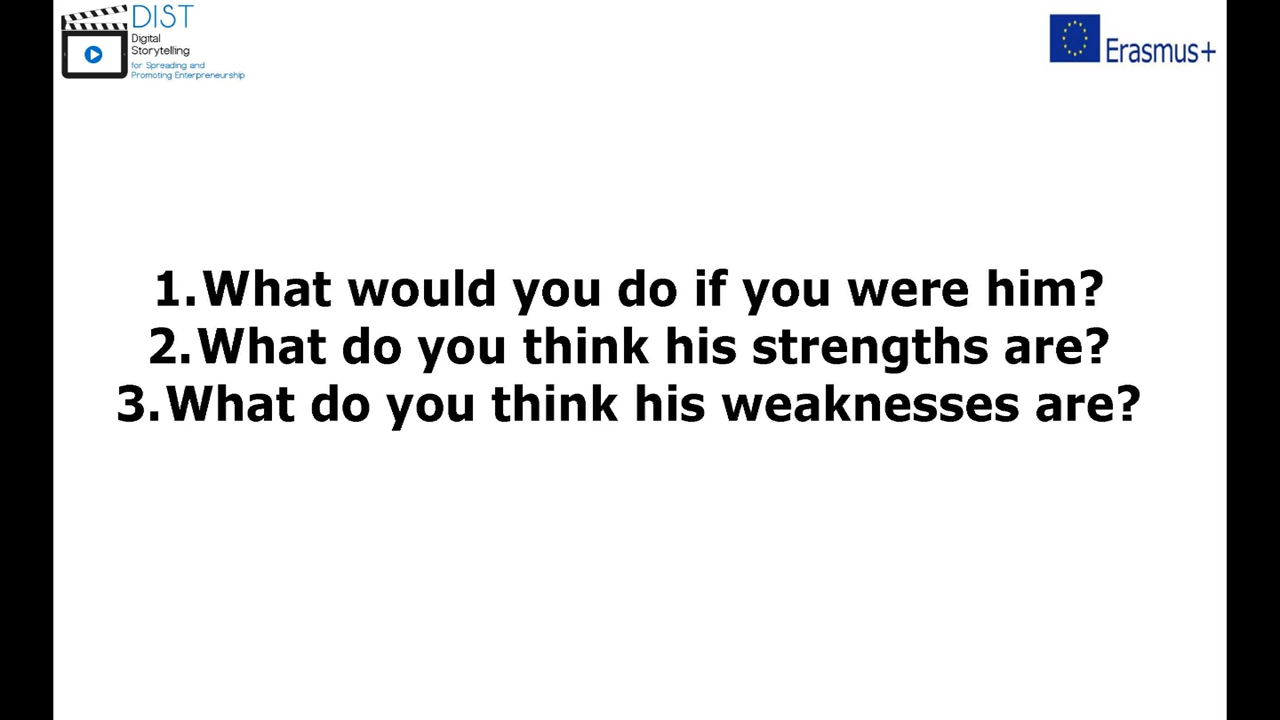 DIST
Digital
Storytelling
for Spreading and
Promoting Enterpreneurship
Erasmus+
1.What would you do if you were him?
2.What do you think his strengths are?
3.What do you think his weaknesses are?